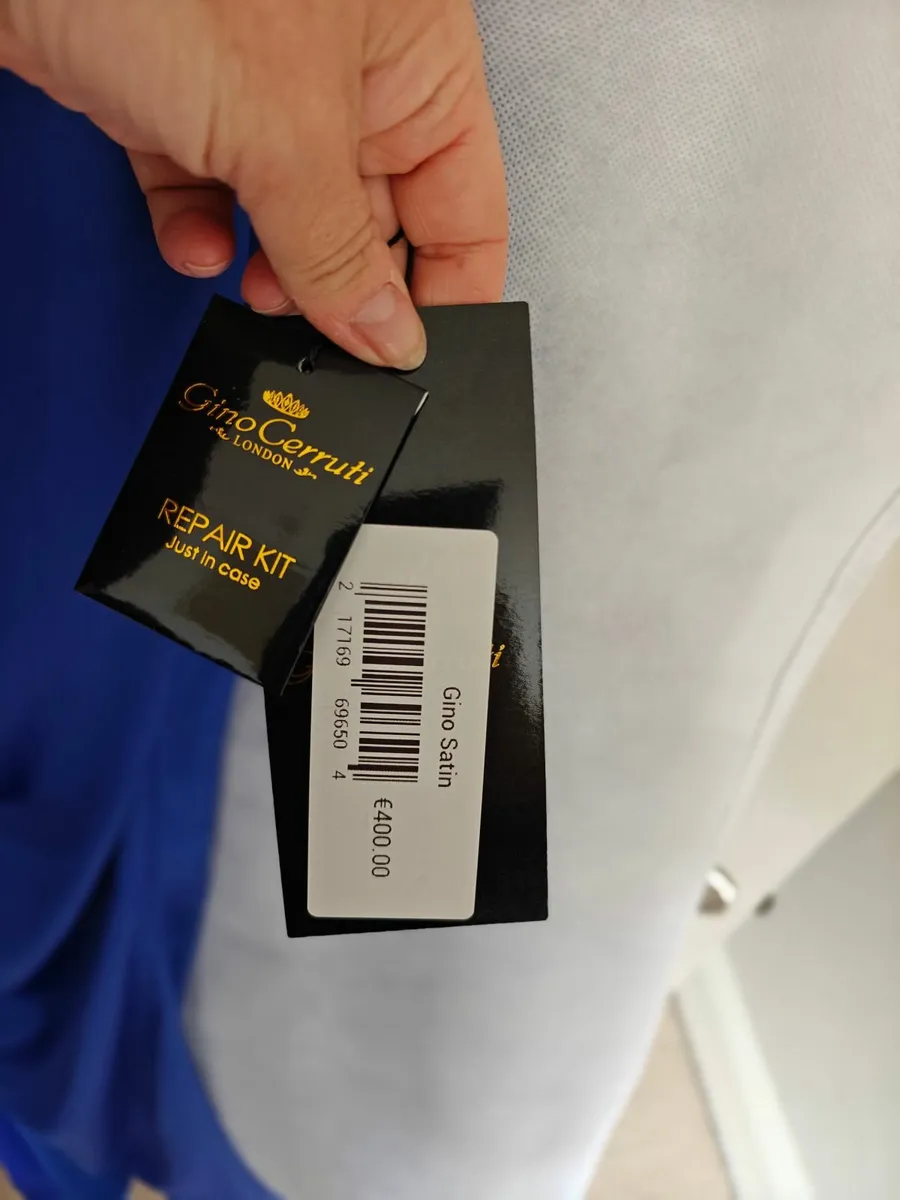 Gino Cerruti
LONDON
REPAIR KIT
Just in case
Gino Satin
2 17169 69650 4
€400.00